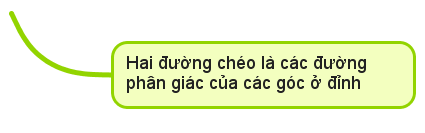 Hai đường chéo là các đường
phân giác của các góc ở đỉnh